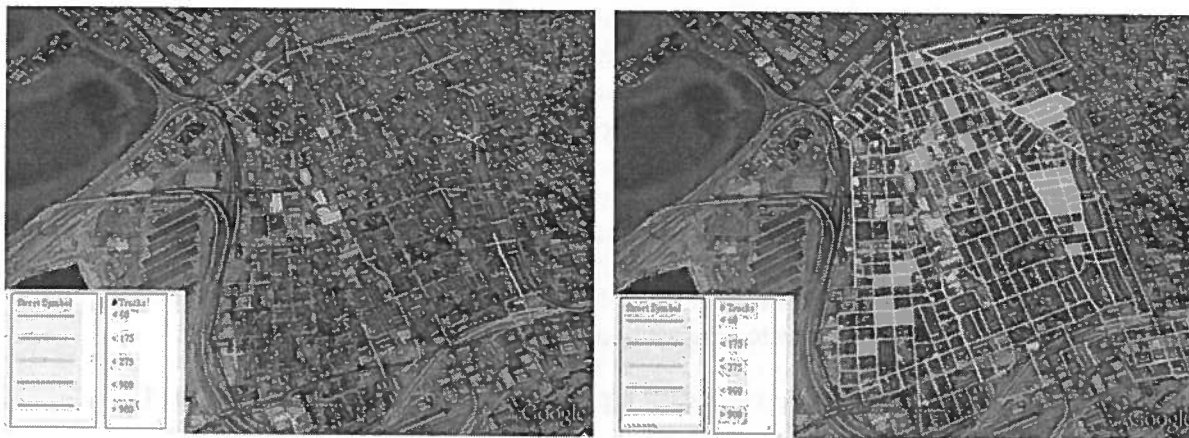 Street Symbol
# Trucks
< 60
< 175
< 275
< 900
> 900
Google
Street Symbol
# Trucks
< 60
< 175
< 275
< 900
> 900
Google